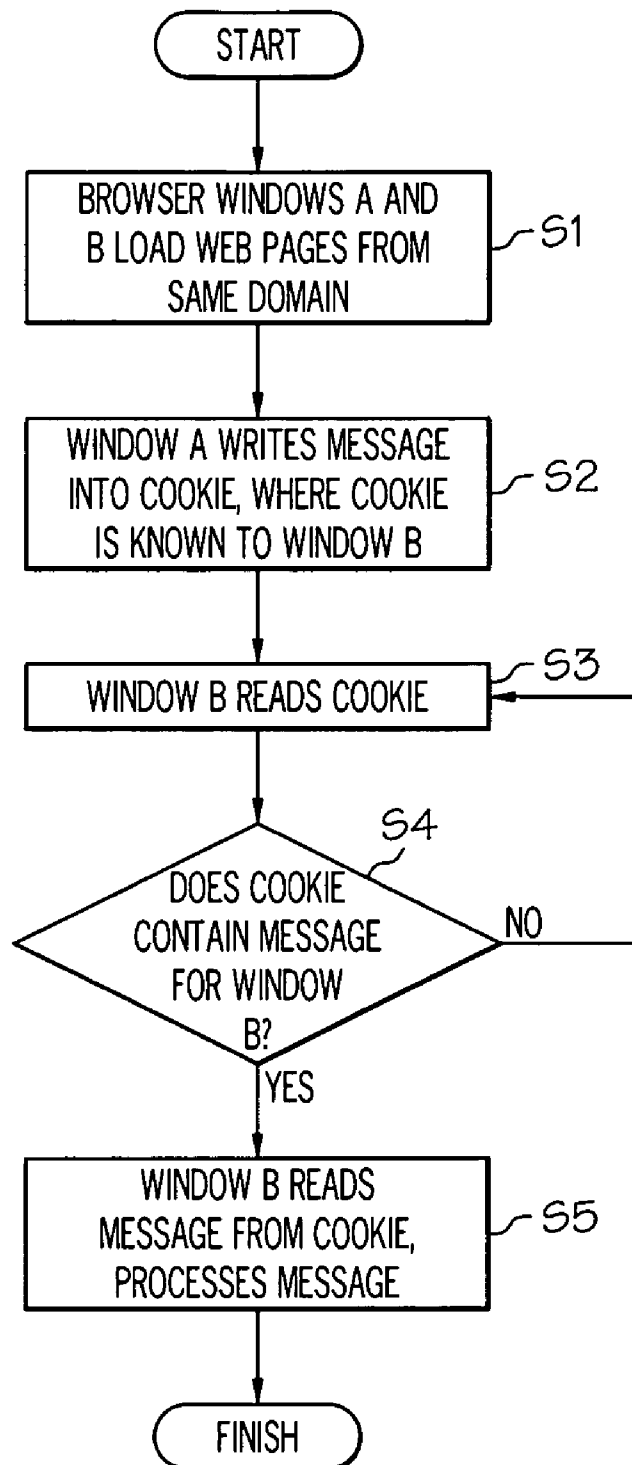 START
BROWSER WINDOWS A AND
B LOAD WEB PAGES FROM
SAME DOMAIN
S1
WINDOW A WRITES MESSAGE
INTO COOKIE, WHERE COOKIE
IS KNOWN TO WINDOW B
S2
WINDOW B READS COOKIE
S3
S4
DOES COOKIE
CONTAIN MESSAGE
FOR WINDOW
B?
NO
YES
WINDOW B READS
MESSAGE FROM COOKIE,
PROCESSES MESSAGE
S5
FINISH